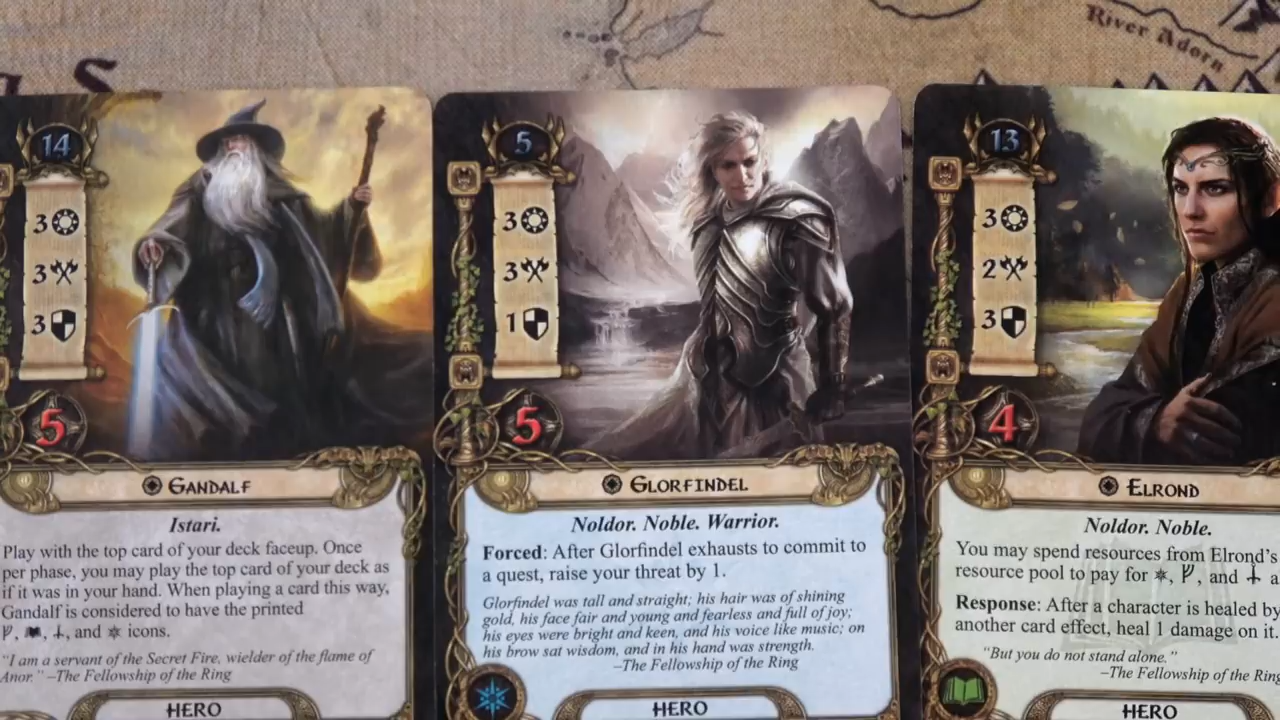 River Adorn
a S
14
3
3
3
5
GANDALF
Istari.
Play with the top card of your deck faceup. Once
per phase, you may play the top card of your deck as
if it was in your hand. When playing a card this way,
Gandalf is considered to have the printed
, , , and icons.
"I am a servant of the Secret Fire, wielder of the flame of
Anor." –The Fellowship of the Ring
HERO
5
3
3
1
5
GLORFINDEL
Noldor. Noble. Warrior.
Forced: After Glorfindel exhausts to commit to
a quest, raise your threat by 1.
Glorfindel was tall and straight; his hair was of shining
gold, his face fair and young and fearless and full of joy;
his eyes were bright and keen, and his voice like music; on
his brow sat wisdom, and in his hand was strength.
–The Fellowship of the Ring
HERO
13
3
2
3
4
ELROND
Noldor. Noble.
You may spend resources from Elrond's
resource pool to pay for , , and a
Response: After a character is healed by
another card effect, heal 1 damage on it.
"But you do not stand alone."
–The Fellowship of the Ring
HERO